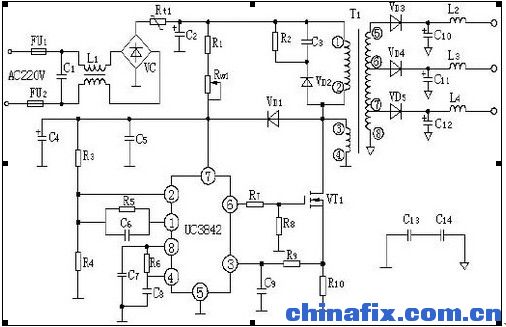 FU1
L1
C1
AC220V
FU2
VC
Rt1
C2
R1
RW1
R2
C3
VD2
T1
1
2
3
4
5
6
7
8
VD3
L2
C10
VD4
L3
C11
VD5
L4
C12
VD1
C4
C5
R3
R5
C6
R4
C7
R6
C8
2
1
8
4
7
6
3
5
UC3842
R7
R8
VT1
R9
C9
R10
C13
C14
chinafix.com.cn